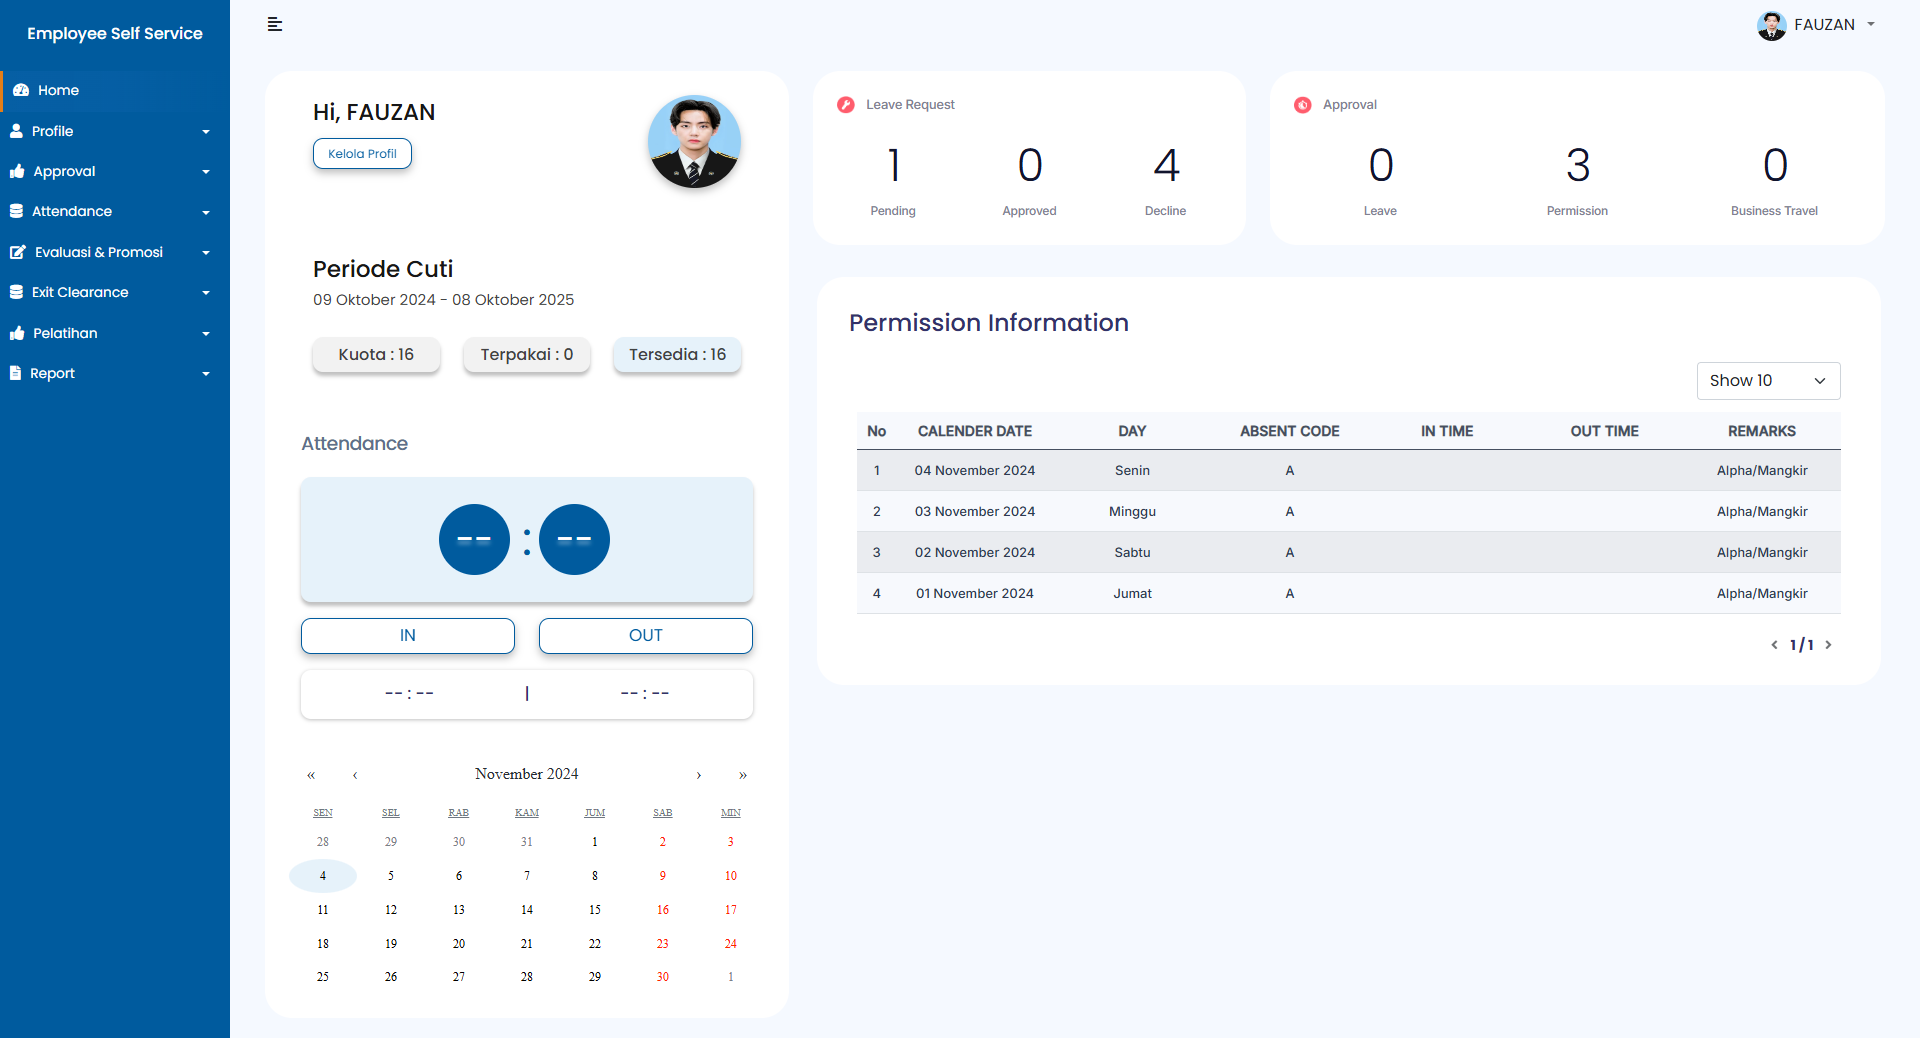 Employee Self Service
Home
Profile
Approval
Attendance
Evaluasi & Promosi
Exit Clearance
Pelatihan
Report
FAUZAN
Hi, FAUZAN
Kelola Profil
Periode Cuti
09 Oktober 2024 - 08 Oktober 2025
Kuota : 16 Terpakai : 0 Tersedia : 16
Attendance
-- : --
IN OUT
-- : -- | -- : --
« ‹ November 2024 › »
SEN SEL RAB KAM JUM SAB MIN
28 29 30 31 1 2 3
4 5 6 7 8 9 10
11 12 13 14 15 16 17
18 19 20 21 22 23 24
25 26 27 28 29 30 1
Leave Request
1 0 4
Pending Approved Decline
Approval
0 3 0
Leave Permission Business Travel
Permission Information
Show 10
No CALENDER DATE DAY ABSENT CODE IN TIME OUT TIME REMARKS
1 04 November 2024 Senin A Alpha/Mangkir
2 03 November 2024 Minggu A Alpha/Mangkir
3 02 November 2024 Sabtu A Alpha/Mangkir
4 01 November 2024 Jumat A Alpha/Mangkir
‹ 1 / 1 ›